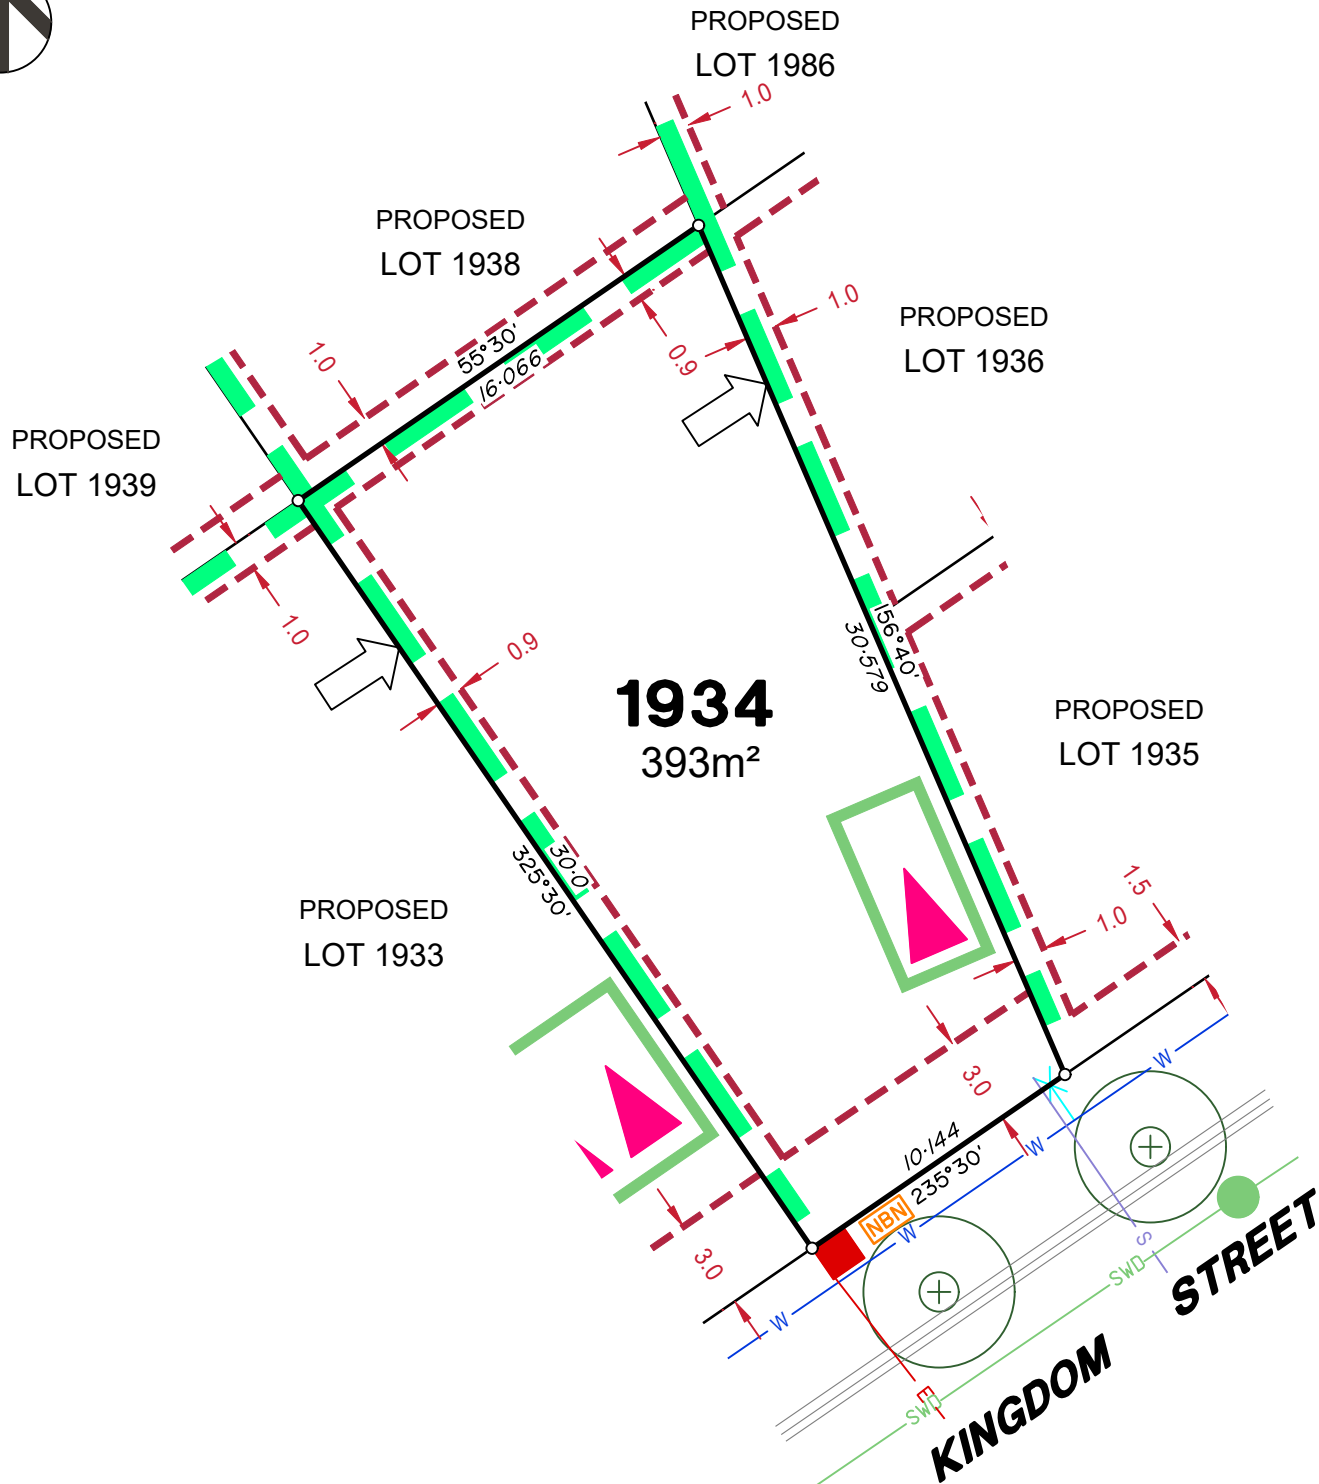 PROPOSED
LOT 1986
1.0
PROPOSED
LOT 1938
1.0
PROPOSED
LOT 1936
1.0
55°30'
16·066
0.9
PROPOSED
LOT 1939
1.0
0.9
156°40'
30·579
1934
393m²
PROPOSED
LOT 1935
30·0
325°30'
PROPOSED
LOT 1933
1.5
1.0
3.0
W
W
10·144
235°30'
NBN
W
W
3.0
S
SWD
STREET
E
SWD
KINGDOM